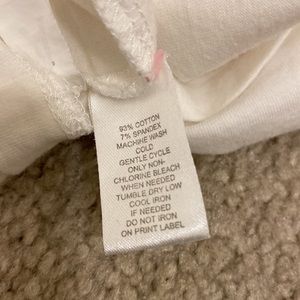 93% COTTON
7% SPANDEX
MACHINE WASH
COLD
GENTLE CYCLE
ONLY NON-
CHLORINE BLEACH
WHEN NEEDED
TUMBLE DRY LOW
COOL IRON
IF NEEDED
DO NOT IRON
ON PRINT LABEL